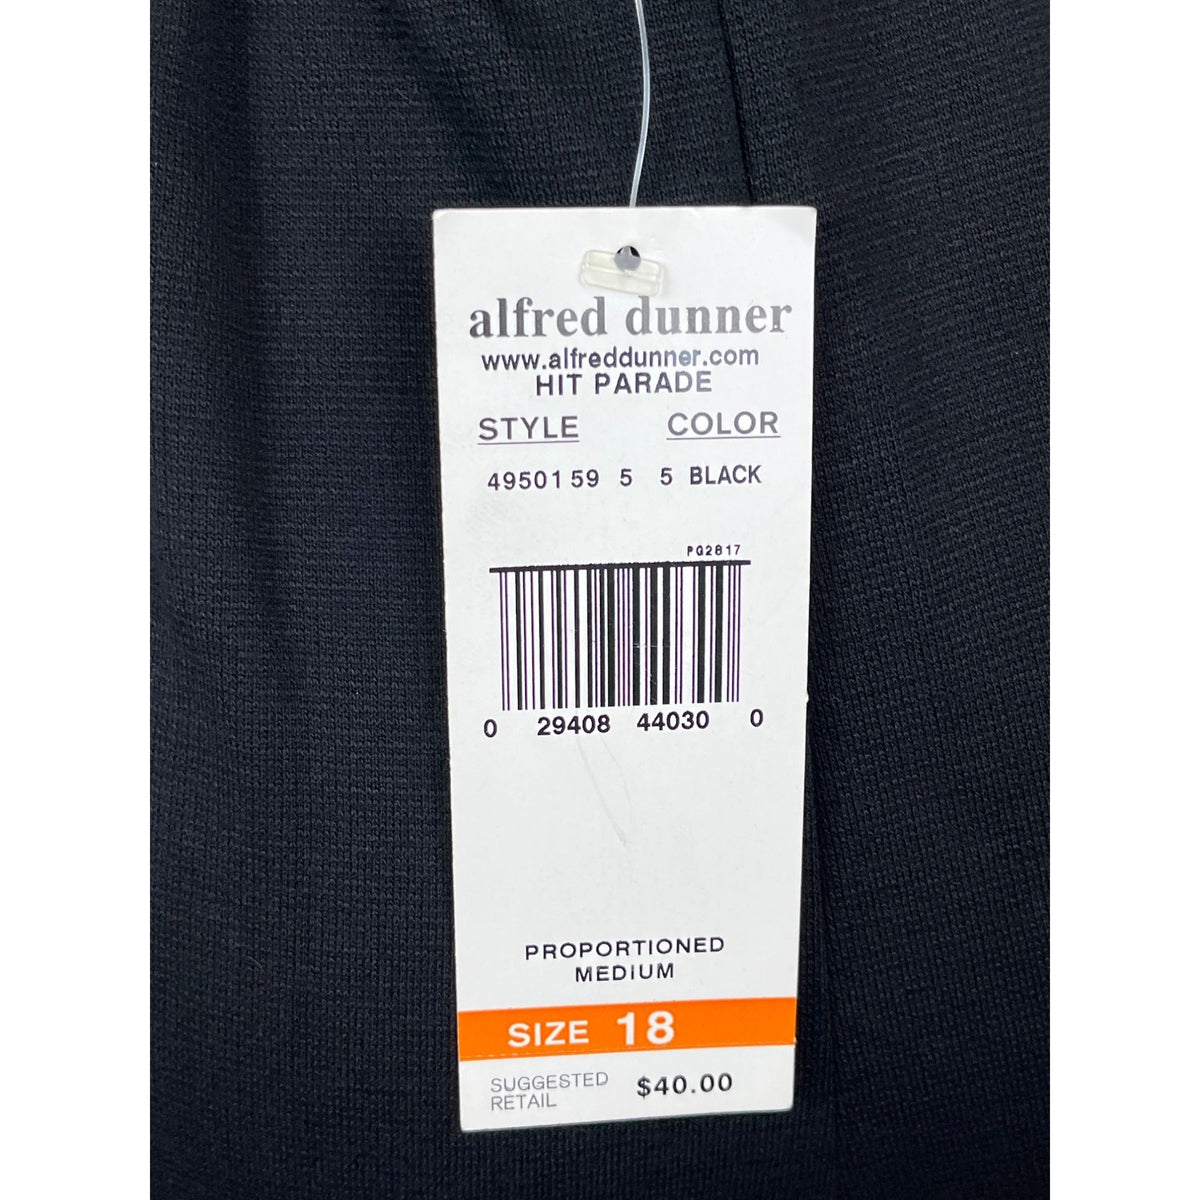 alfred dunner
www.alfreddunner.com
HIT PARADE
STYLE COLOR
4950159 5 5 BLACK
PG2817
0 29408 44030 0
PROPORTIONED
MEDIUM
SIZE 18
SUGGESTED
RETAIL $40.00